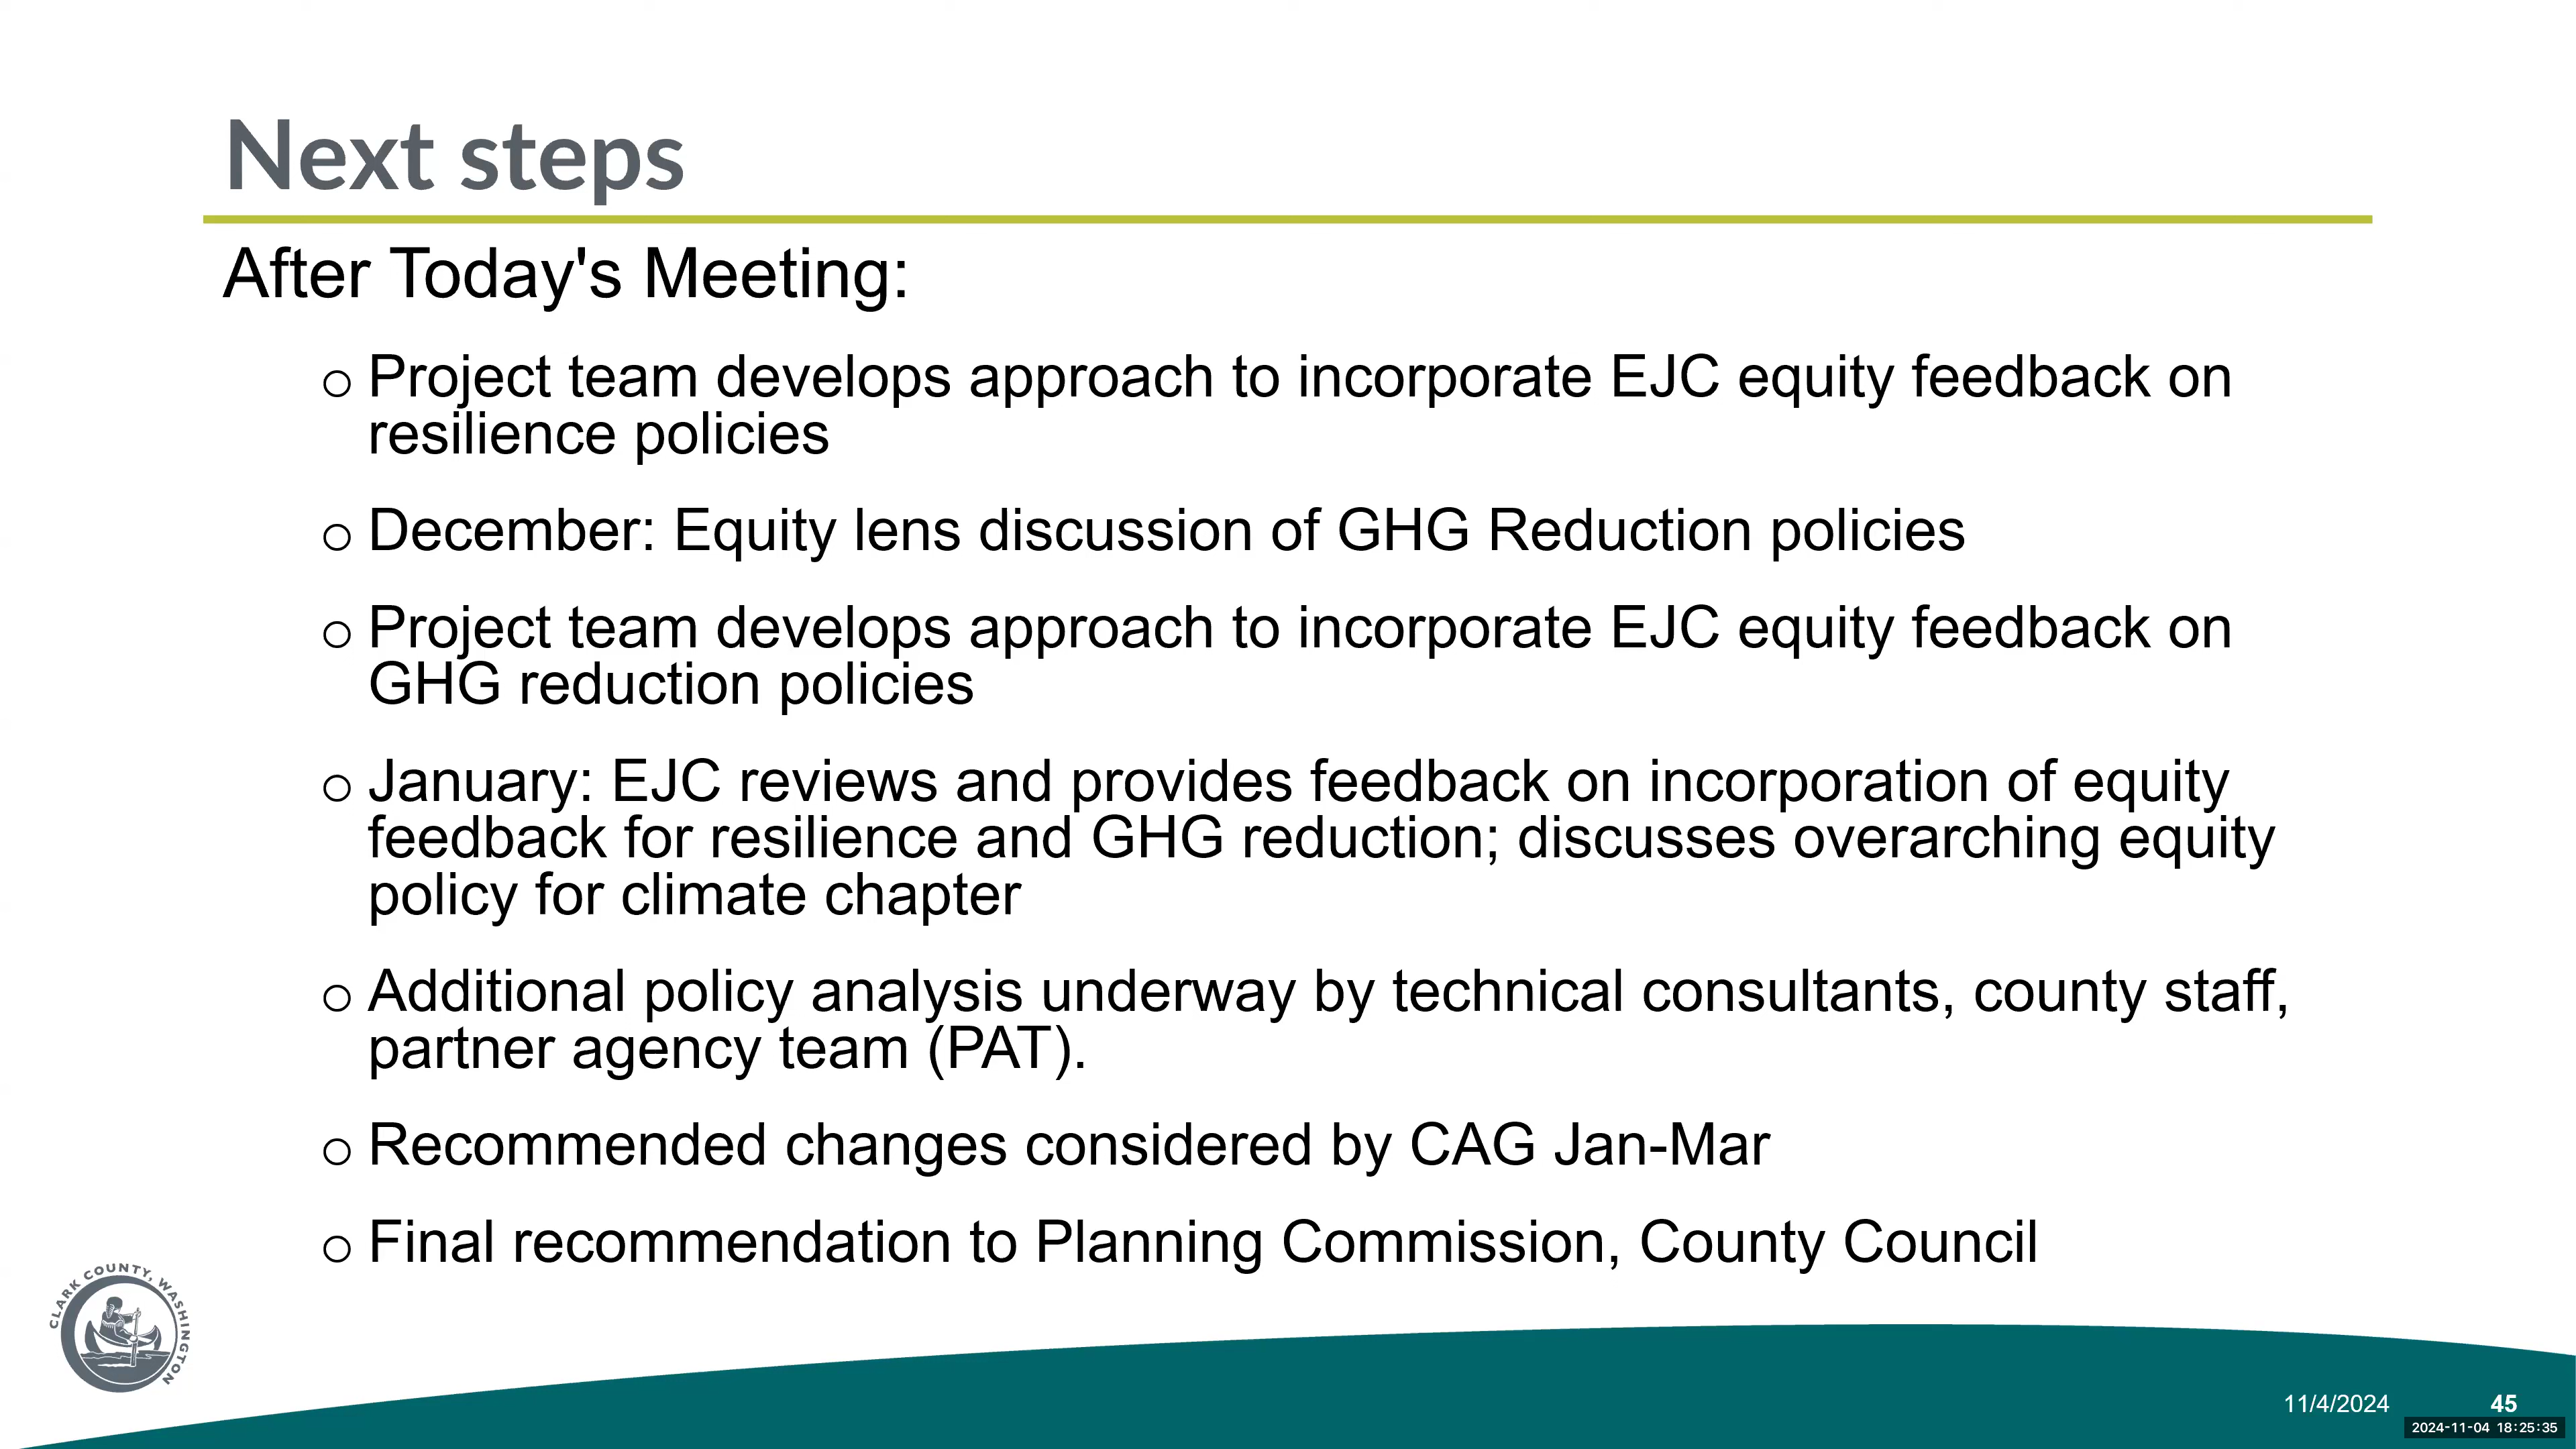 Next steps
After Today's Meeting:
o Project team develops approach to incorporate EJC equity feedback on
resilience policies
o December: Equity lens discussion of GHG Reduction policies
o Project team develops approach to incorporate EJC equity feedback on
GHG reduction policies
o January: EJC reviews and provides feedback on incorporation of equity
feedback for resilience and GHG reduction; discusses overarching equity
policy for climate chapter
o Additional policy analysis underway by technical consultants, county staff,
partner agency team (PAT).
o Recommended changes considered by CAG Jan-Mar
o Final recommendation to Planning Commission, County Council
CLARK COUNTY, WASHINGTON
11/4/2024 45
2024-11-04 18:25:35